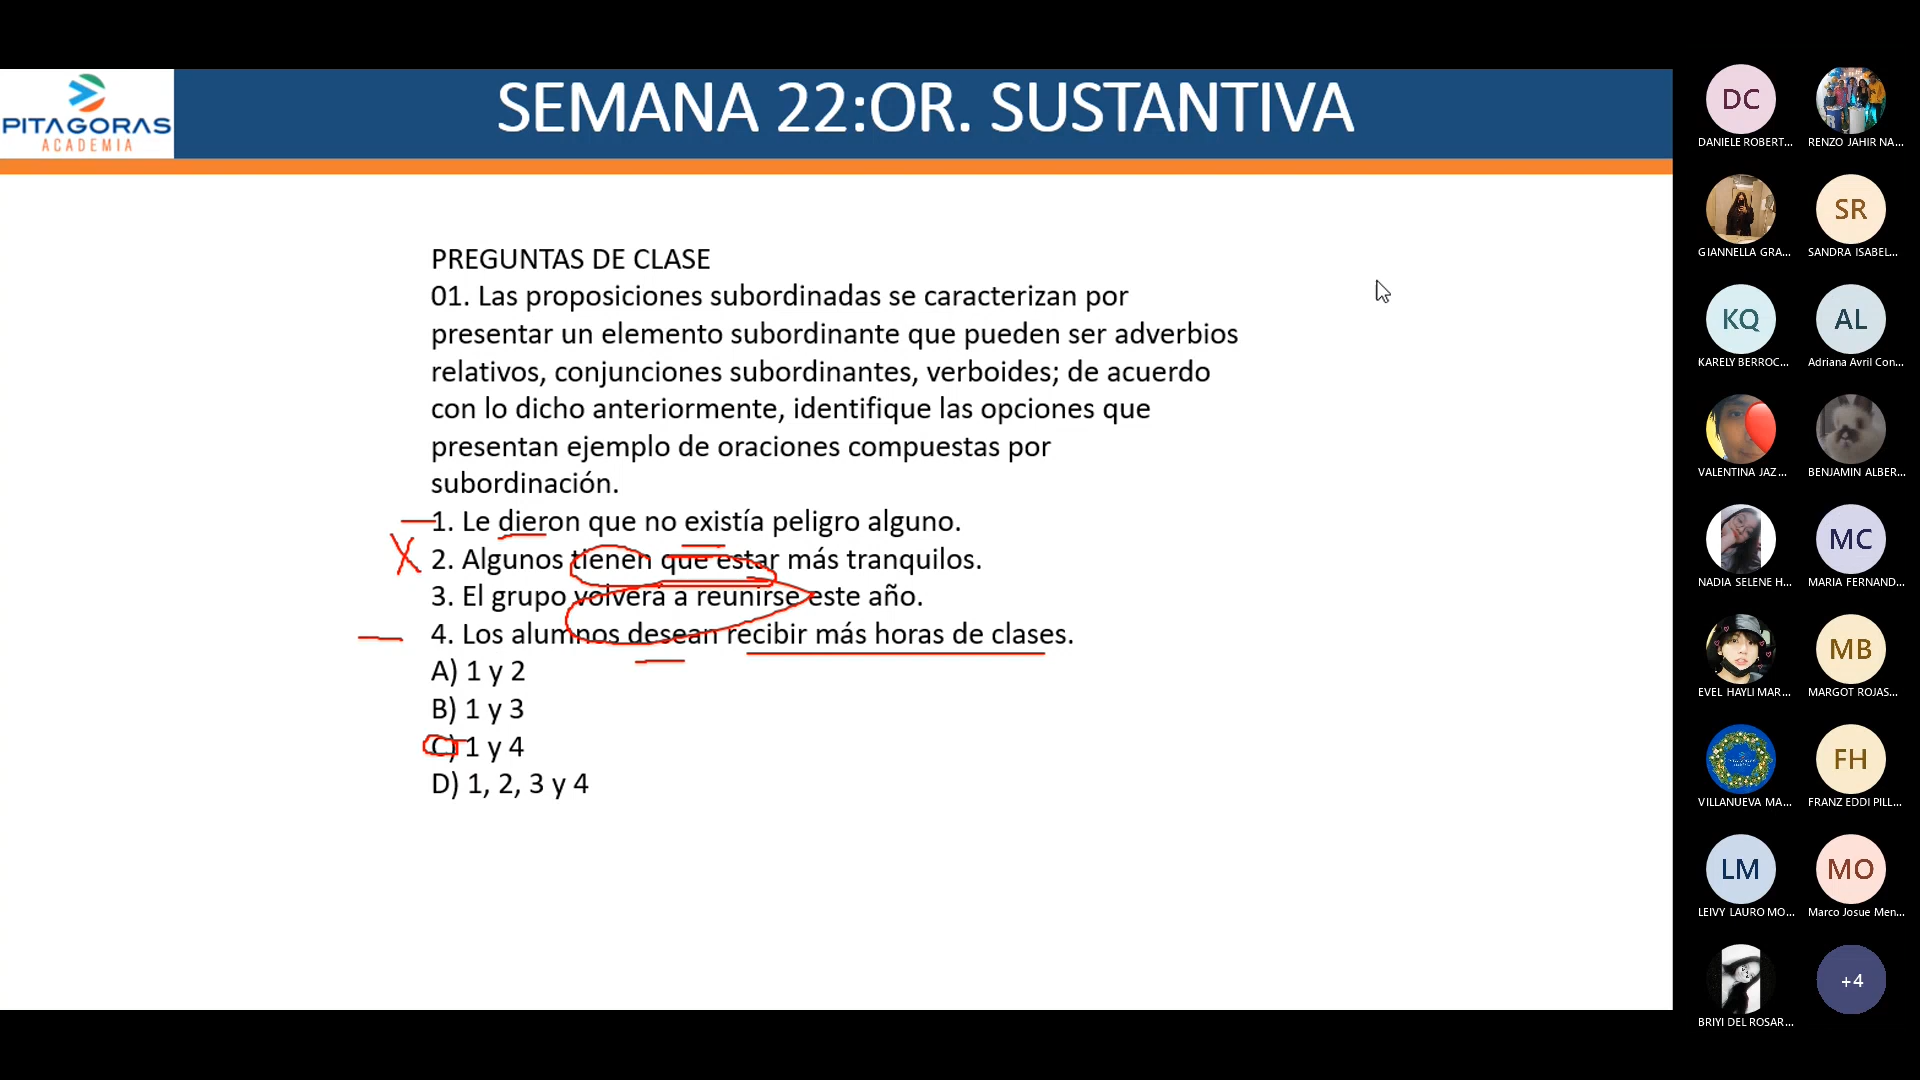 PITAGORAS
ACADEMIA
SEMANA 22:OR. SUSTANTIVA
PREGUNTAS DE CLASE
01. Las proposiciones subordinadas se caracterizan por
presentar un elemento subordinante que pueden ser adverbios
relativos, conjunciones subordinantes, verboides; de acuerdo
con lo dicho anteriormente, identifique las opciones que
presentan ejemplo de oraciones compuestas por
subordinación.
1. Le dieron que no existía peligro alguno.
X 2. Algunos tienen que estar más tranquilos.
3. El grupo volverá a reunirse este año.
4. Los alumnos desean recibir más horas de clases.
A) 1 y 2
B) 1 y 3
C) 1 y 4
D) 1, 2, 3 y 4
DC
DANIELE ROBERT...
RENZO JAHIR NA...
GIANNELLA GRA...
SR
SANDRA ISABEL...
KQ
KARELY BERROC...
AL
Adriana Avril Con...
VALENTINA JAZ...
BENJAMIN ALBER...
NADIA SELENE H...
MC
MARIA FERNAND...
EVEL HAYLI MAR...
MB
MARGOT ROJAS...
VILLANUEVA MA...
FH
FRANZ EDDI PILL...
LM
LEIVY LAURO MO...
MO
Marco Josue Men...
BRIYI DEL ROSAR...
+4